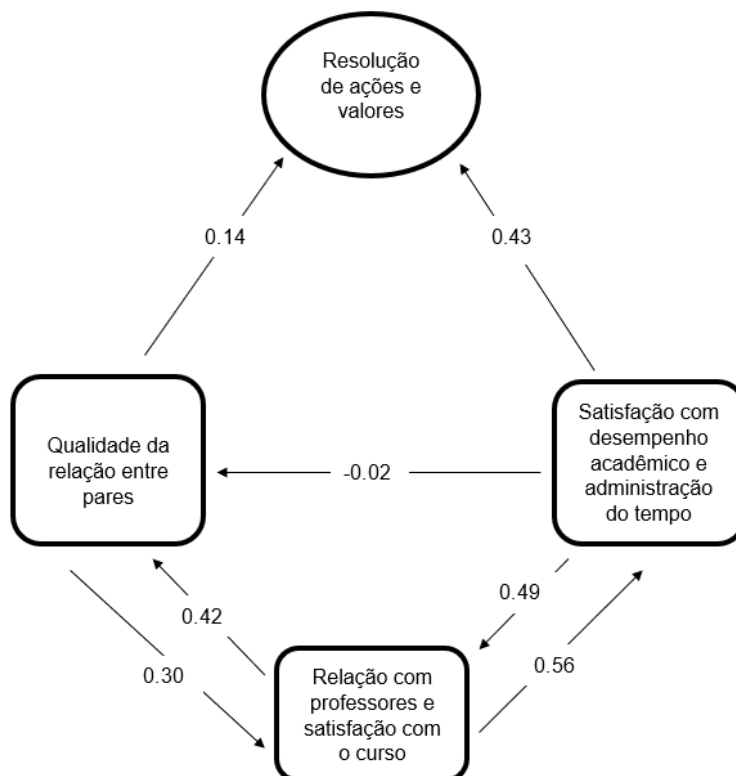 Resolução
de ações e
valores
0.14
0.43
Qualidade da
relação entre
pares
-0.02
Satisfação com
desempenho
acadêmico e
administração
do tempo
0.42
0.49
0.30
0.56
Relação com
professores e
satisfação com
o curso